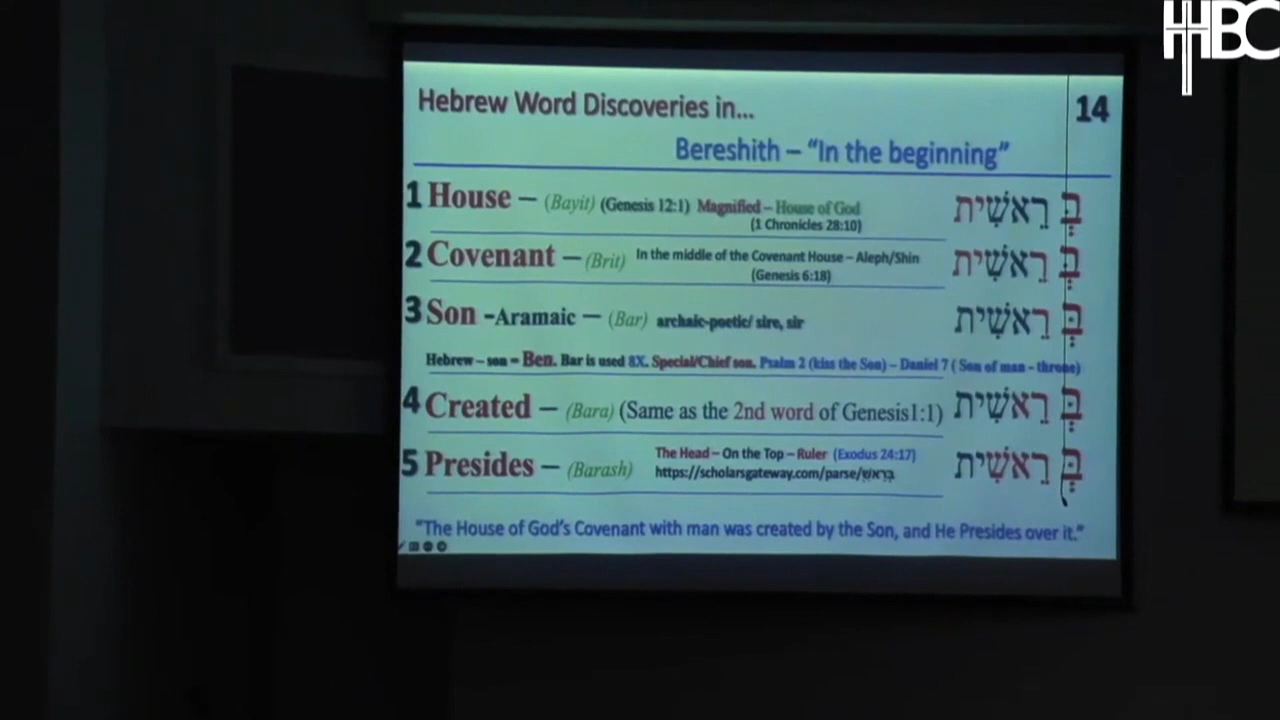 HHBC
Hebrew Word Discoveries in... 14
Bereshith – “In the beginning”
1 House – (Bayit) (Genesis 12:1) Magnified – House of God בְּ רֵאשִׁית
(1 Chronicles 28:10)
2 Covenant – (Brit) In the middle of the Covenant House – Aleph/Shin בְּ רֵאשִׁית
(Genesis 6:18)
3 Son -Aramaic – (Bar) archaic-poetic/ sire, sir בְּ רֵאשִׁית
Hebrew – son = Ben. Bar is used 8X. Special/Chief son. Psalm 2 (kiss the Son) – Daniel 7 ( Son of man - throne)
4 Created – (Bara) (Same as the 2nd word of Genesis1:1) בְּ רֵאשִׁית
5 Presides – (Barash) The Head – On the Top – Ruler (Exodus 24:17) בְּ רֵאשִׁית
https://scholarsgateway.com/parse/בְּרֹאשׁ
“The House of God’s Covenant with man was created by the Son, and He Presides over it.”